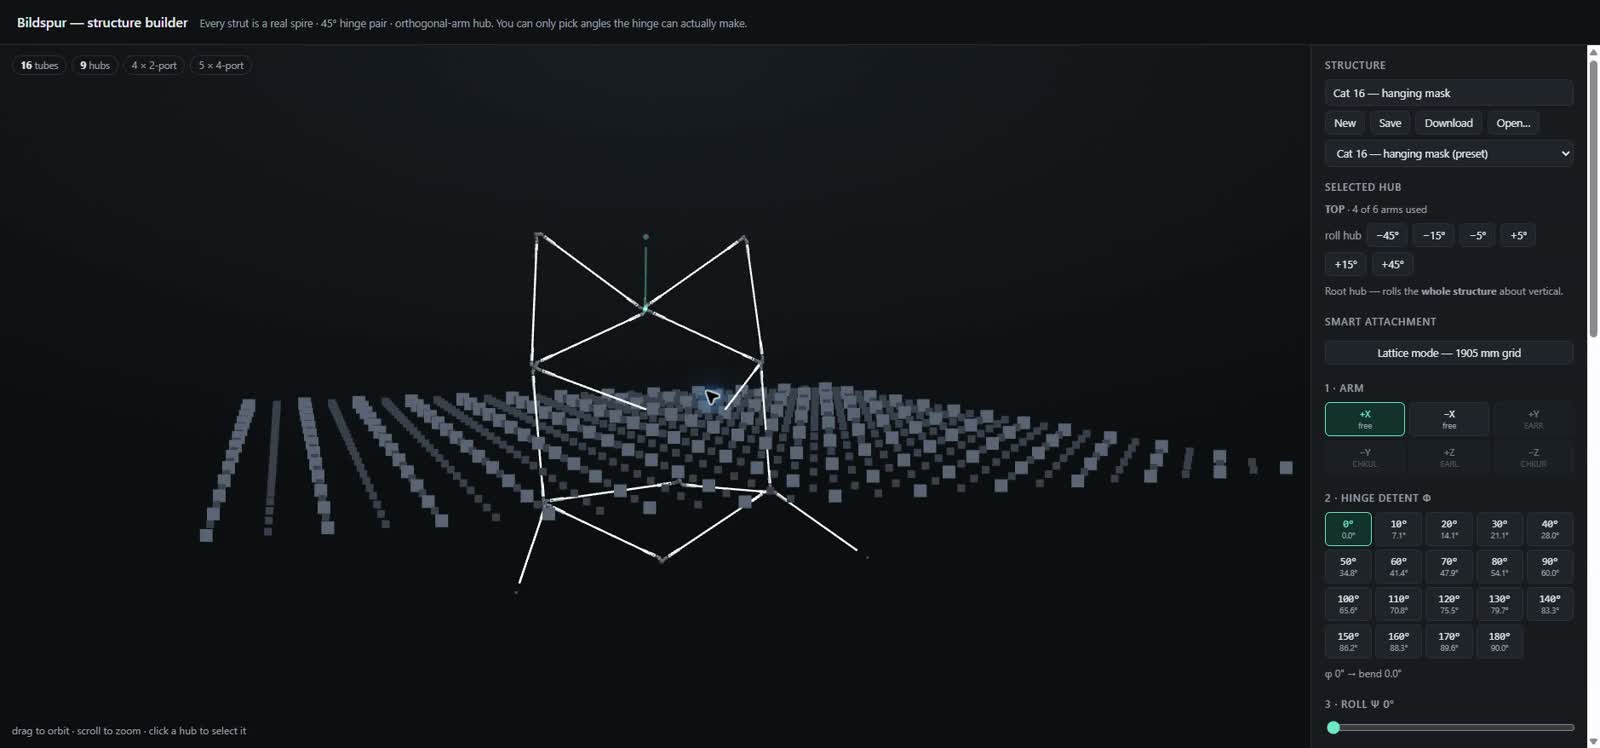 Bildspur — structure builder Every strut is a real spire · 45° hinge pair · orthogonal-arm hub. You can only pick angles the hinge can actually make.
16 tubes 9 hubs 4 × 2-port 5 × 4-port
STRUCTURE
Cat 16 — hanging mask
New Save Download Open...
Cat 16 — hanging mask (preset)
SELECTED HUB
TOP · 4 of 6 arms used
roll hub −45° −15° −5° +5°
+15° +45°
Root hub — rolls the whole structure about vertical.
SMART ATTACHMENT
Lattice mode — 1905 mm grid
1 · ARM
+X −X +Y
free free EARR
−Y +Z −Z
CHKUL EARL CHKUR
2 · HINGE DETENT Φ
0° 10° 20° 30° 40°
0.0° 7.1° 14.1° 21.1° 28.0°
50° 60° 70° 80° 90°
34.8° 41.4° 47.9° 54.1° 60.0°
100° 110° 120° 130° 140°
65.6° 70.8° 75.5° 79.7° 83.3°
150° 160° 170° 180°
86.2° 88.3° 89.6° 90.0°
φ 0° → bend 0.0°
3 · ROLL Ψ 0°
drag to orbit · scroll to zoom · click a hub to select it